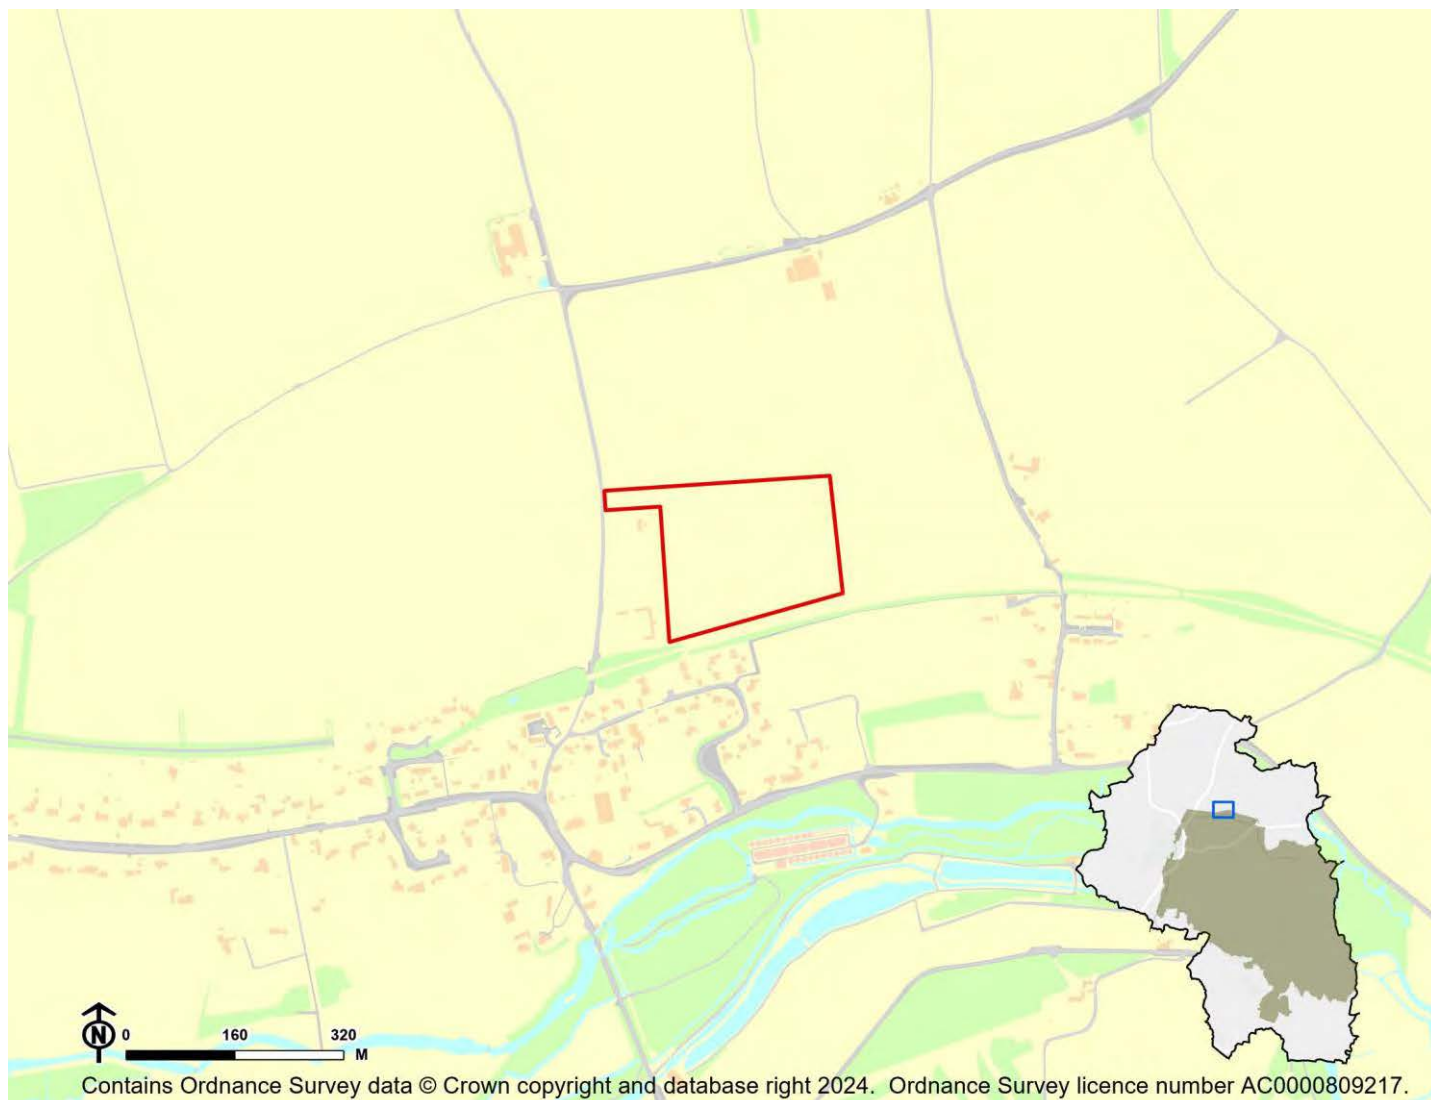 N 0 160 320
M
Contains Ordnance Survey data © Crown copyright and database right 2024. Ordnance Survey licence number AC0000809217.